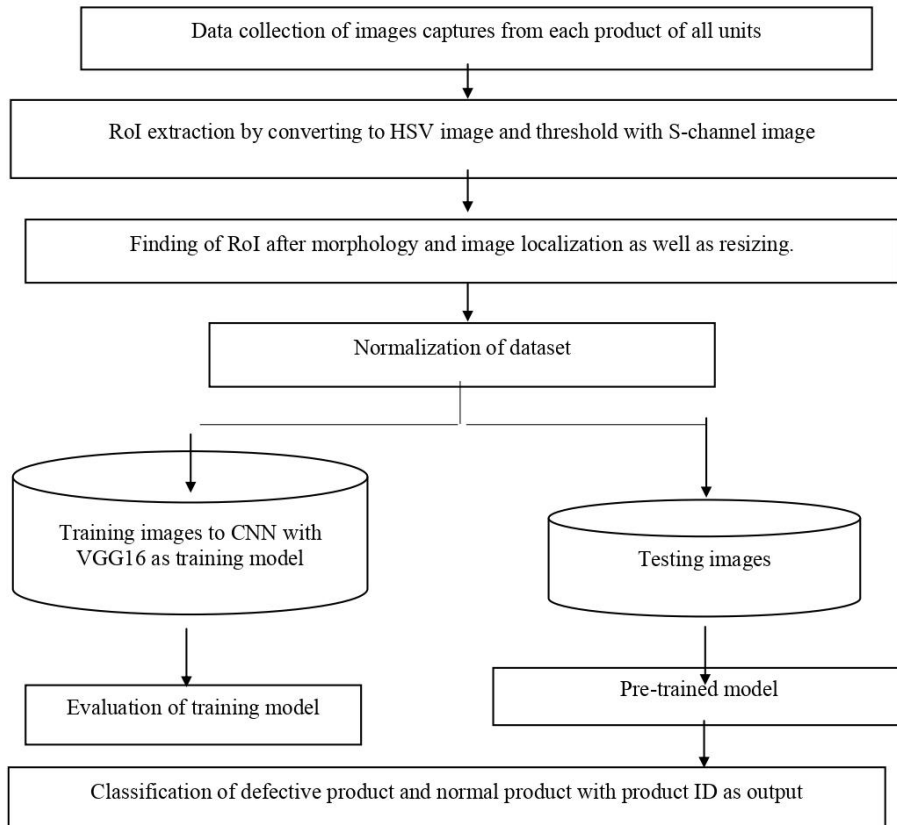 Data collection of images captures from each product of all units
RoI extraction by converting to HSV image and threshold with S-channel image
Finding of RoI after morphology and image localization as well as resizing.
Normalization of dataset
Training images to CNN with
VGG16 as training model
Testing images
Evaluation of training model
Pre-trained model
Classification of defective product and normal product with product ID as output